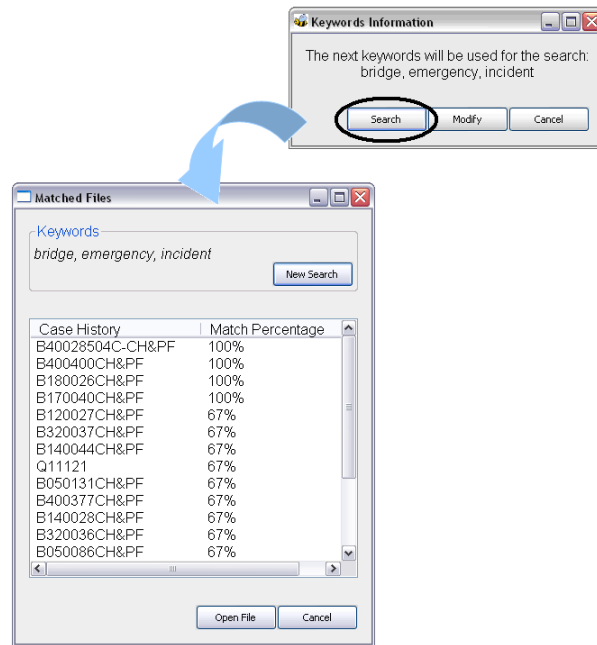 Keywords Information
The next keywords will be used for the search:
bridge, emergency, incident
Search Modify Cancel
Matched Files
Keywords
bridge, emergency, incident
New Search
Case History Match Percentage
B40028504C-CH&PF 100%
B400400CH&PF 100%
B180026CH&PF 100%
B170040CH&PF 100%
B120027CH&PF 67%
B320037CH&PF 67%
B140044CH&PF 67%
Q11121 67%
B050131CH&PF 67%
B400377CH&PF 67%
B140028CH&PF 67%
B320036CH&PF 67%
B050086CH&PF 67%
Open File Cancel